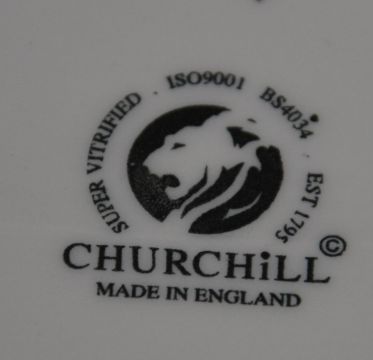 SUPER VITRIFIED . ISO9001 BS4034 . EST 1795
CHURCHiLL©
MADE IN ENGLAND